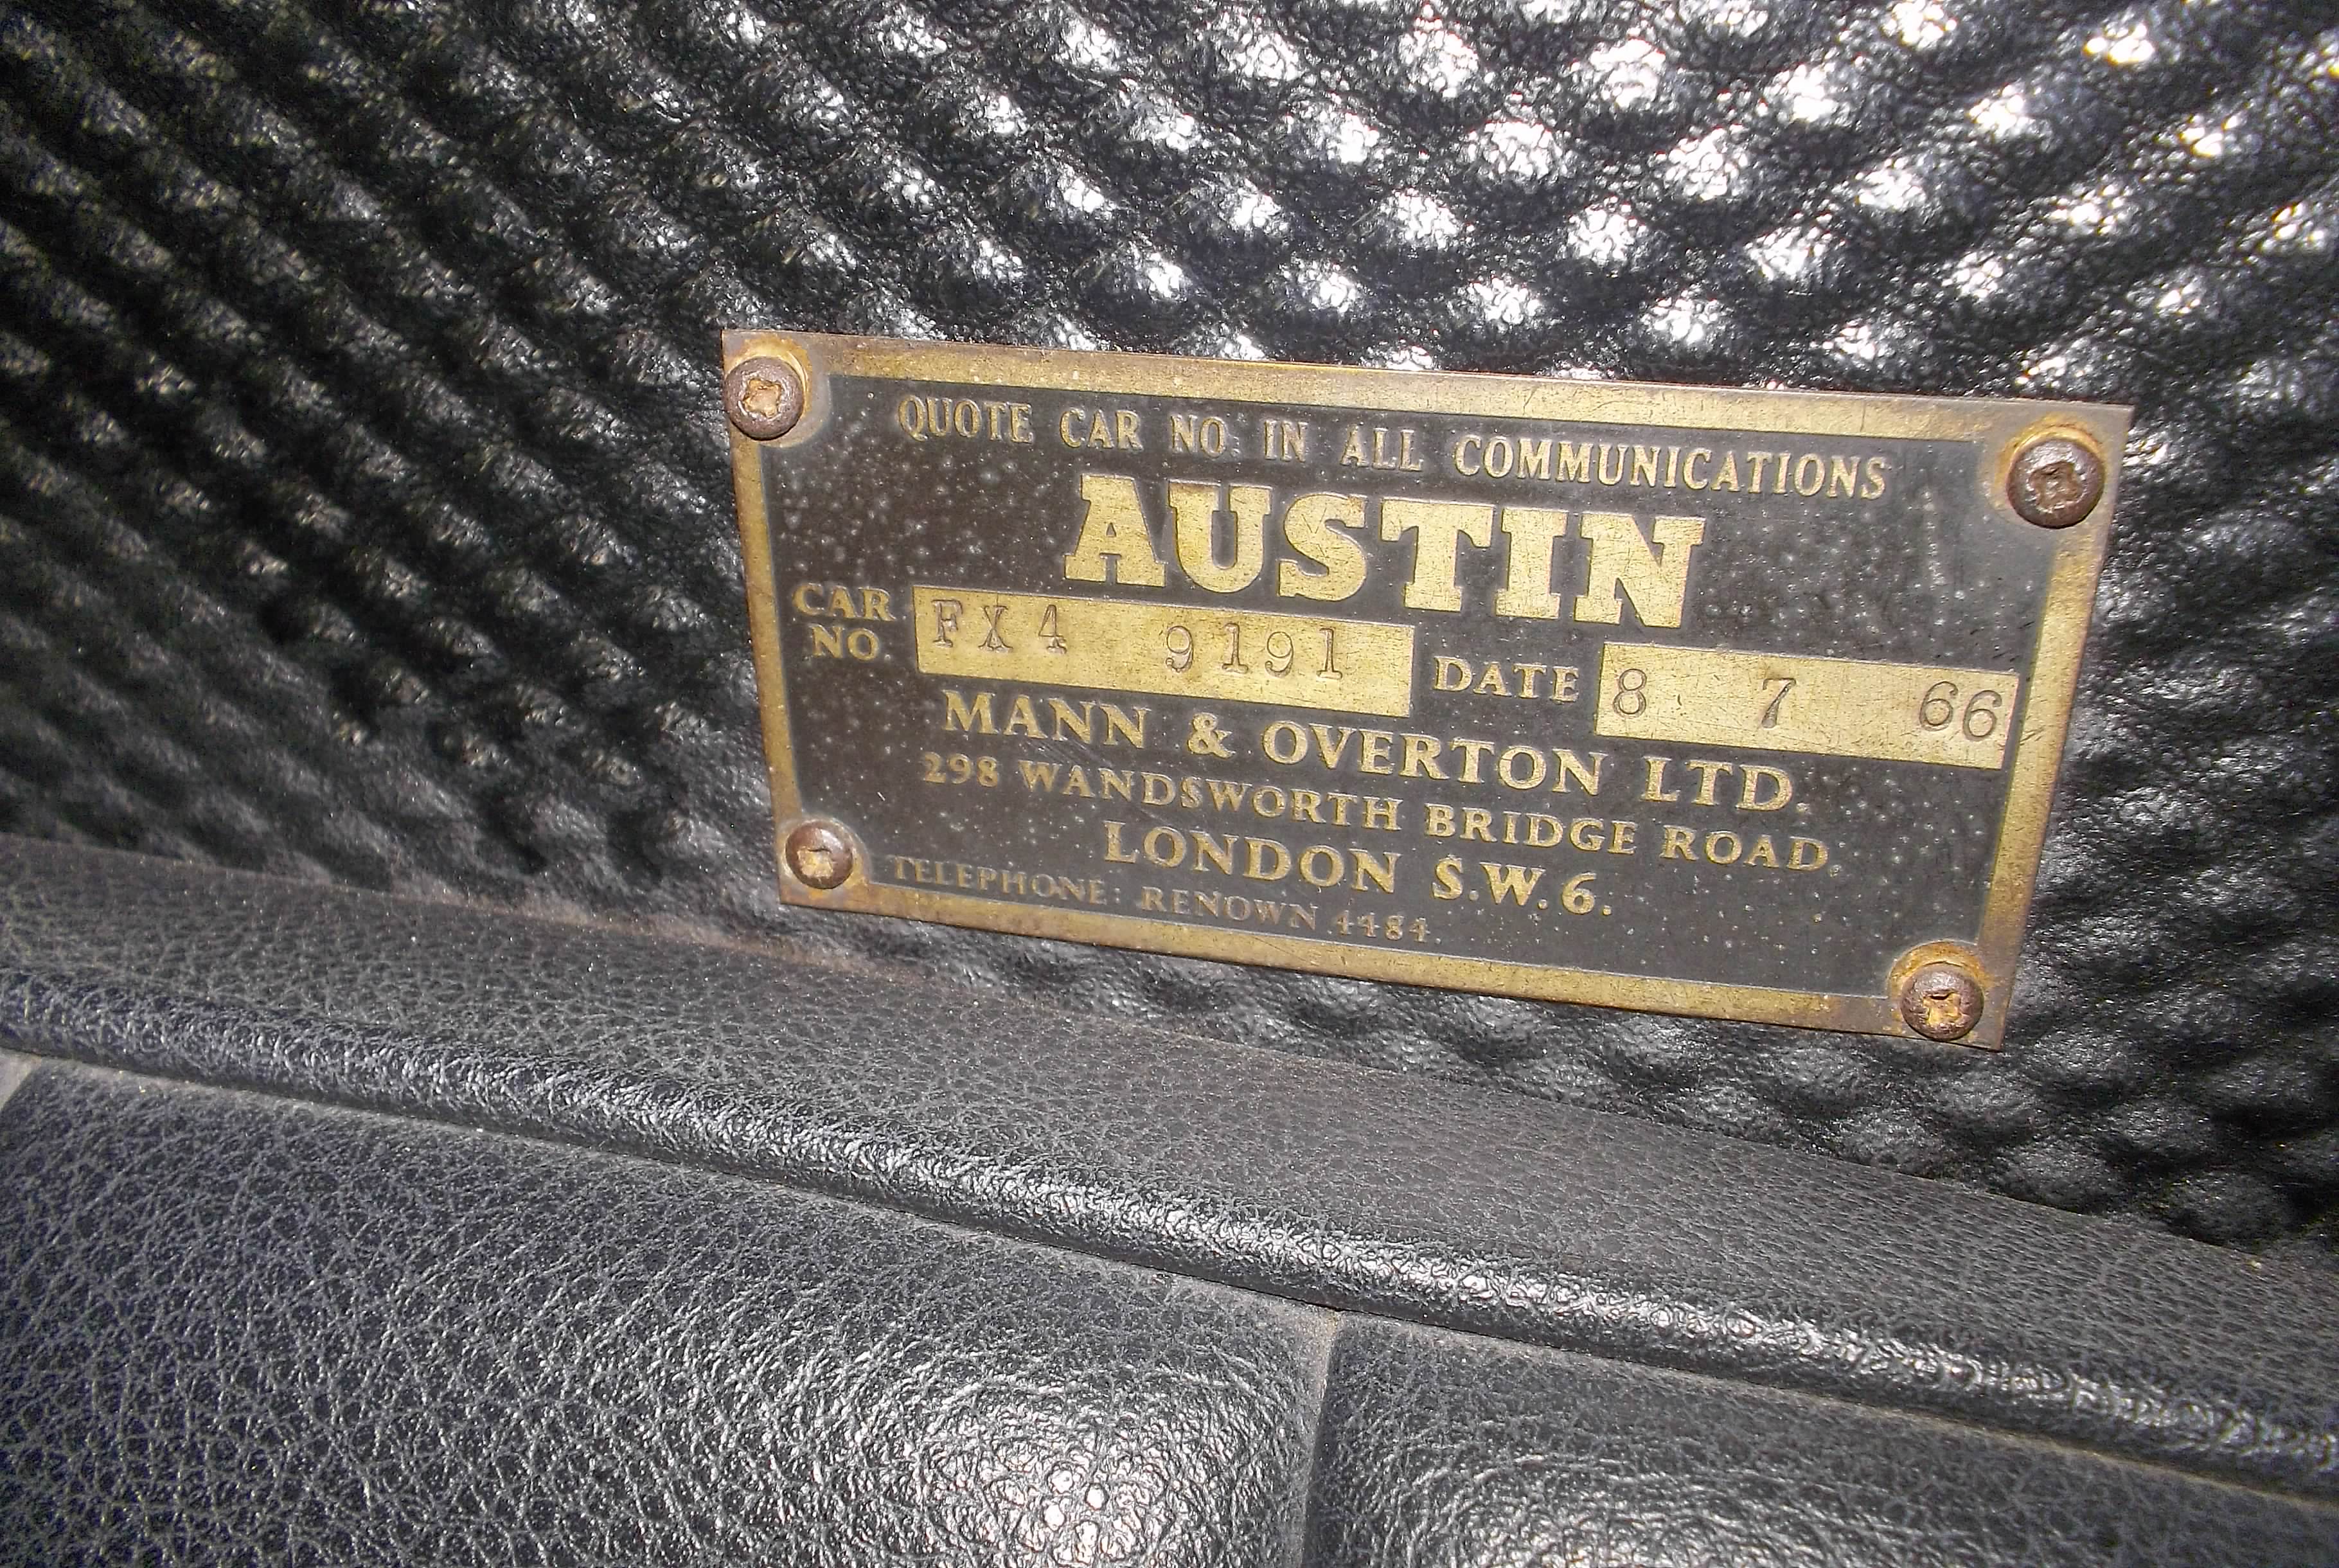 QUOTE CAR NO. IN ALL COMMUNICATIONS
AUSTIN
CAR NO. FX4 9191 DATE 8 7 66
MANN & OVERTON LTD.
298 WANDSWORTH BRIDGE ROAD,
LONDON S.W.6.
TELEPHONE: RENOWN 4484.